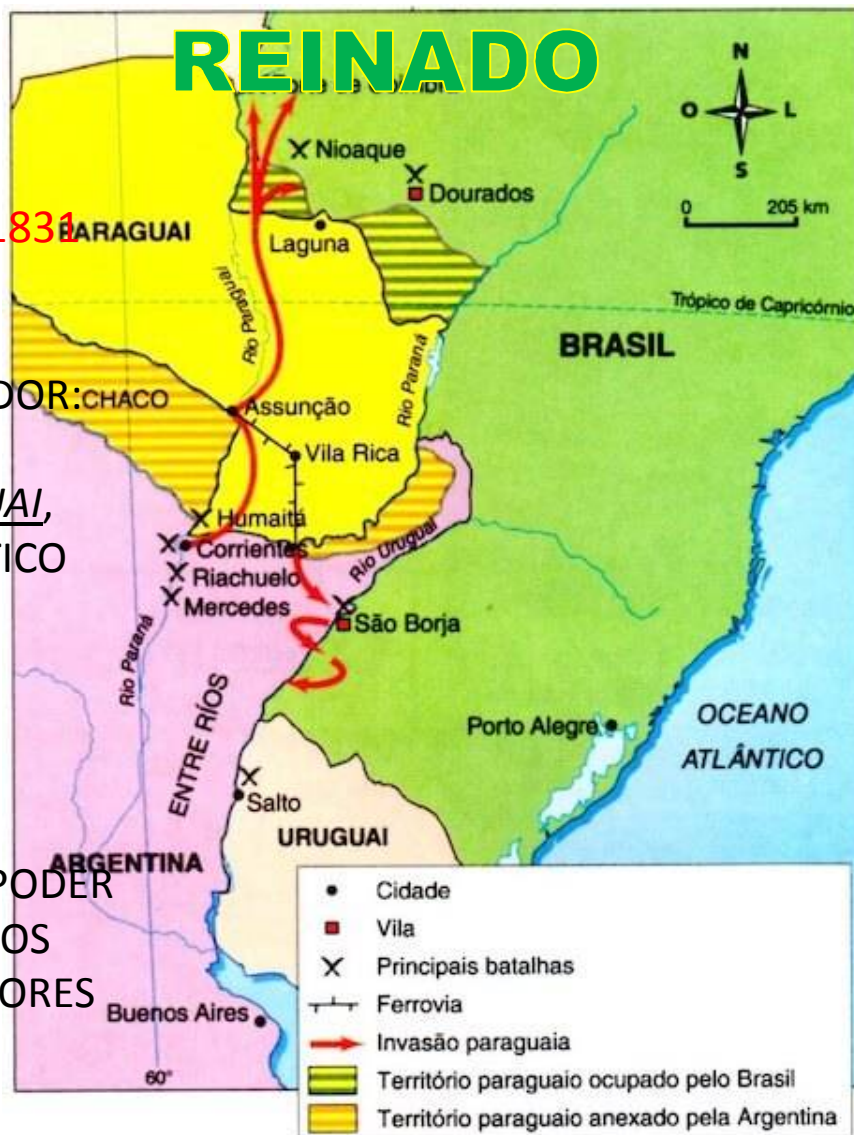 REINADO
N
O L
S
0 205 km
Nioaque
Dourados
1831
PARAGUAI
Laguna
Rio Paraguai
Trópico de Capricórnio
BRASIL
Rio Paraná
DOR:
CHACO
Assunção
Vila Rica
UAI,
Humaitá
TICO
Corrientes
Rio Uruguai
Riachuelo
Mercedes
São Borja
Rio Paraná
ENTRE RÍOS
Porto Alegre
OCEANO
ATLÂNTICO
Salto
URUGUAI
ARGENTINA
PODER
OS
ORES
Buenos Aires
60°
Cidade
Vila
Principais batalhas
Ferrovia
Invasão paraguaia
Território paraguaio ocupado pelo Brasil
Território paraguaio anexado pela Argentina